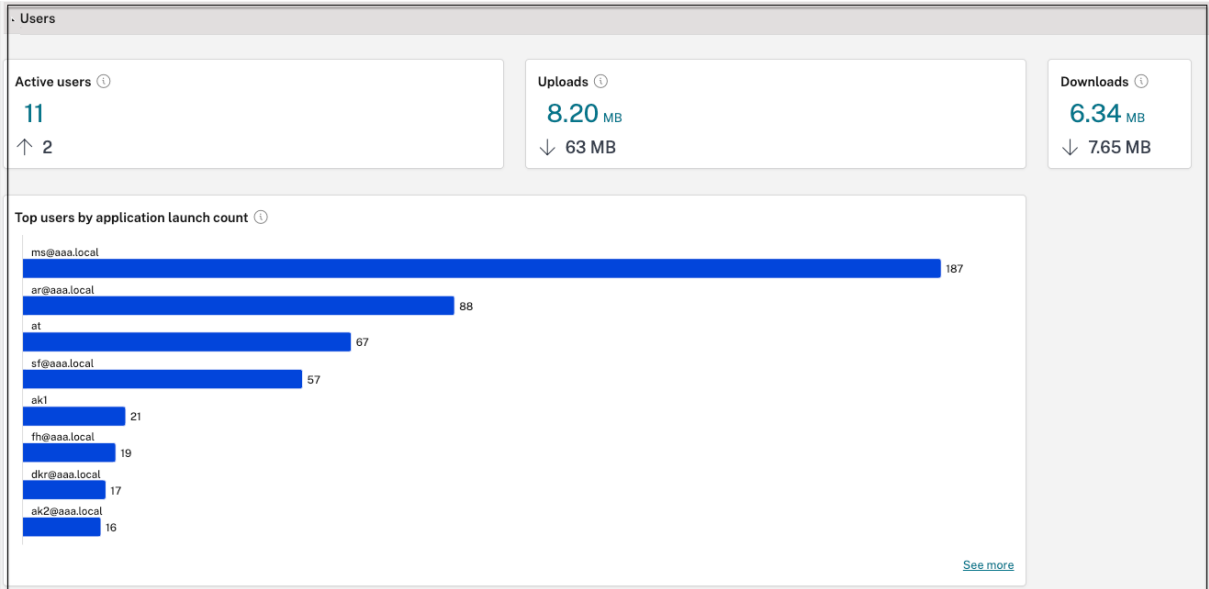 Users
Active users
11
↑ 2
Uploads
8.20 MB
↓ 63 MB
Downloads
6.34 MB
↓ 7.65 MB
Top users by application launch count
ms@aaa.local
187
ar@aaa.local
88
at
67
sf@aaa.local
57
ak1
21
fh@aaa.local
19
dkr@aaa.local
17
ak2@aaa.local
16
See more